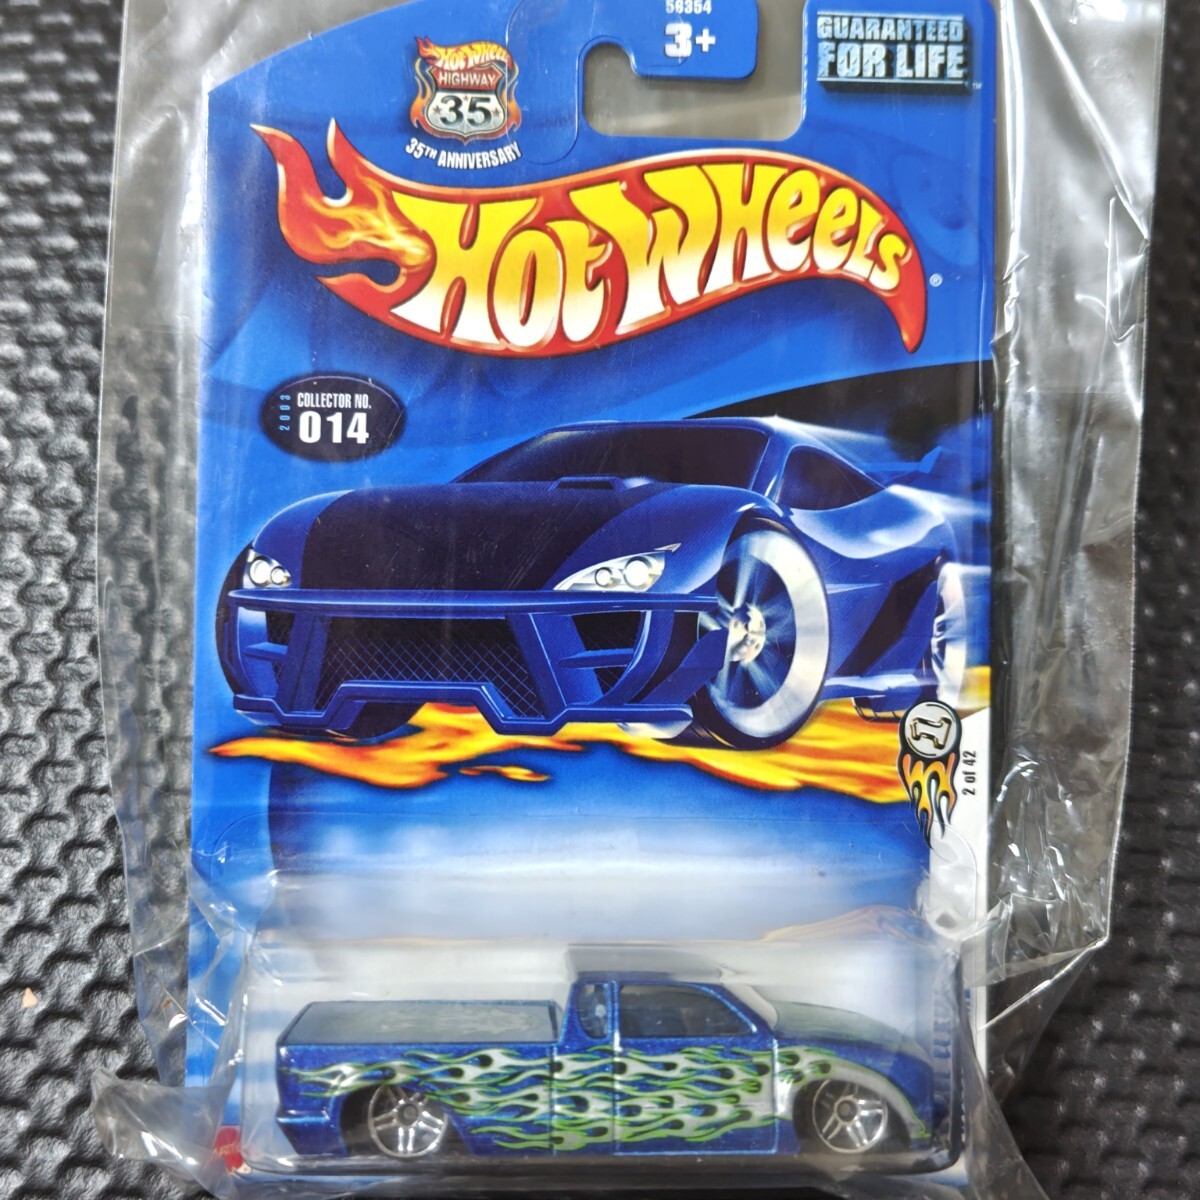 56354
3+
GUARANTEED
FOR LIFE™
Hot Wheels
HIGHWAY
35
35TH ANNIVERSARY
HOT WHEELS®
2003
COLLECTOR NO.
014
2 of 42